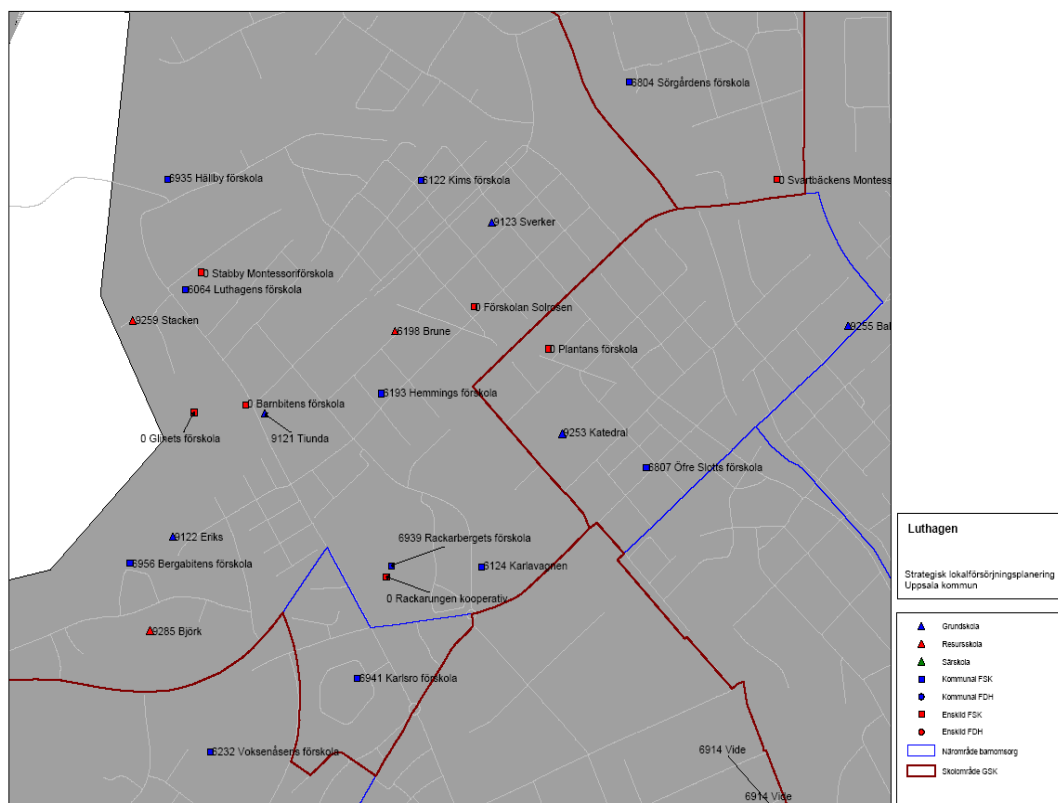 6804 Sörgårdens förskola
6935 Hällby förskola
6122 Kims förskola
0 Svartbäckens Montess
9123 Sverker
0 Stabby Montessoriförskola
6064 Luthagens förskola
0 Förskolan Solrosen
9259 Stacken
6198 Brune
9255 Bal
0 Plantans förskola
6193 Hemmings förskola
0 Barnbitens förskola
0 Glinets förskola
9121 Tiunda
9253 Katedral
6807 Öfre Slotts förskola
9122 Eriks
6939 Rackarbergets förskola
6956 Bergabitens förskola
6124 Karlavagnen
0 Rackarungen kooperativ
9285 Björk
6941 Karlsro förskola
6232 Voksenåsens förskola
6914 Vide
6914 Vide
Luthagen
Strategisk lokalförsörjningsplanering
Uppsala kommun
Grundskola
Resursskola
Särskola
Kommunal FSK
Kommunal FDH
Enskild FSK
Enskild FDH
Närområde barnomsorg
Skolområde GSK